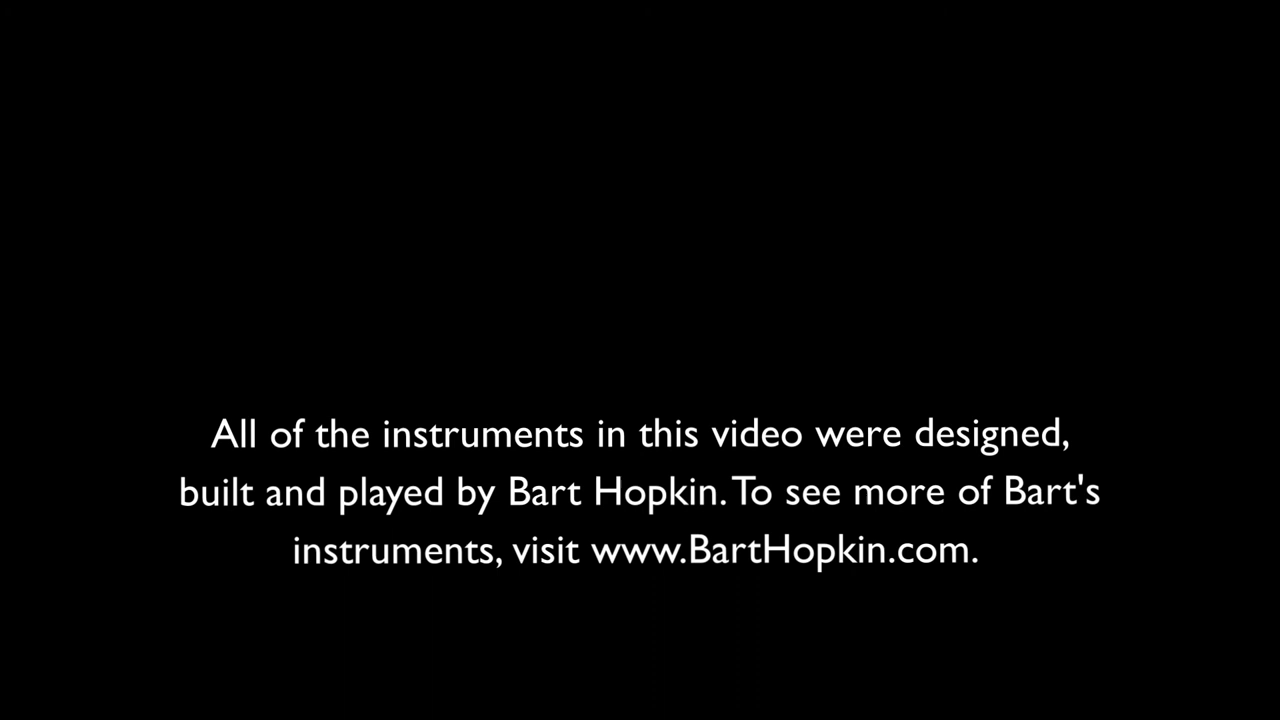 All of the instruments in this video were designed,
built and played by Bart Hopkin. To see more of Bart's
instruments, visit www.BartHopkin.com.